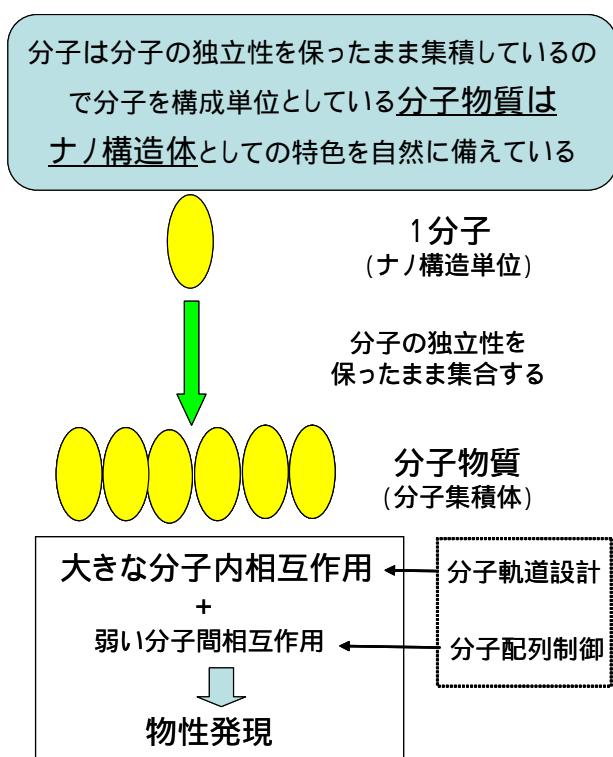 分子は分子の独立性を保ったまま集積しているの
で分子を構成単位としている分子物質は
ナノ構造体としての特色を自然に備えている
1分子
(ナノ構造単位)
分子の独立性を
保ったまま集合する
分子物質
(分子集積体)
大きな分子内相互作用
分子軌道設計
+
弱い分子間相互作用
分子配列制御
物性発現